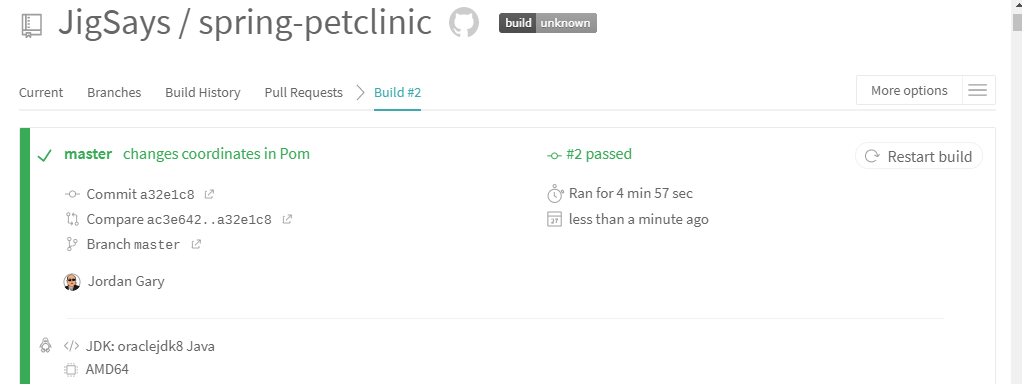 JigSays / spring-petclinic build unknown
Current Branches Build History Pull Requests Build #2 More options
master changes coordinates in Pom #2 passed Restart build
Commit a32e1c8 Ran for 4 min 57 sec
Compare ac3e642..a32e1c8 less than a minute ago
Branch master
Jordan Gary
JDK: oraclejdk8 Java
AMD64